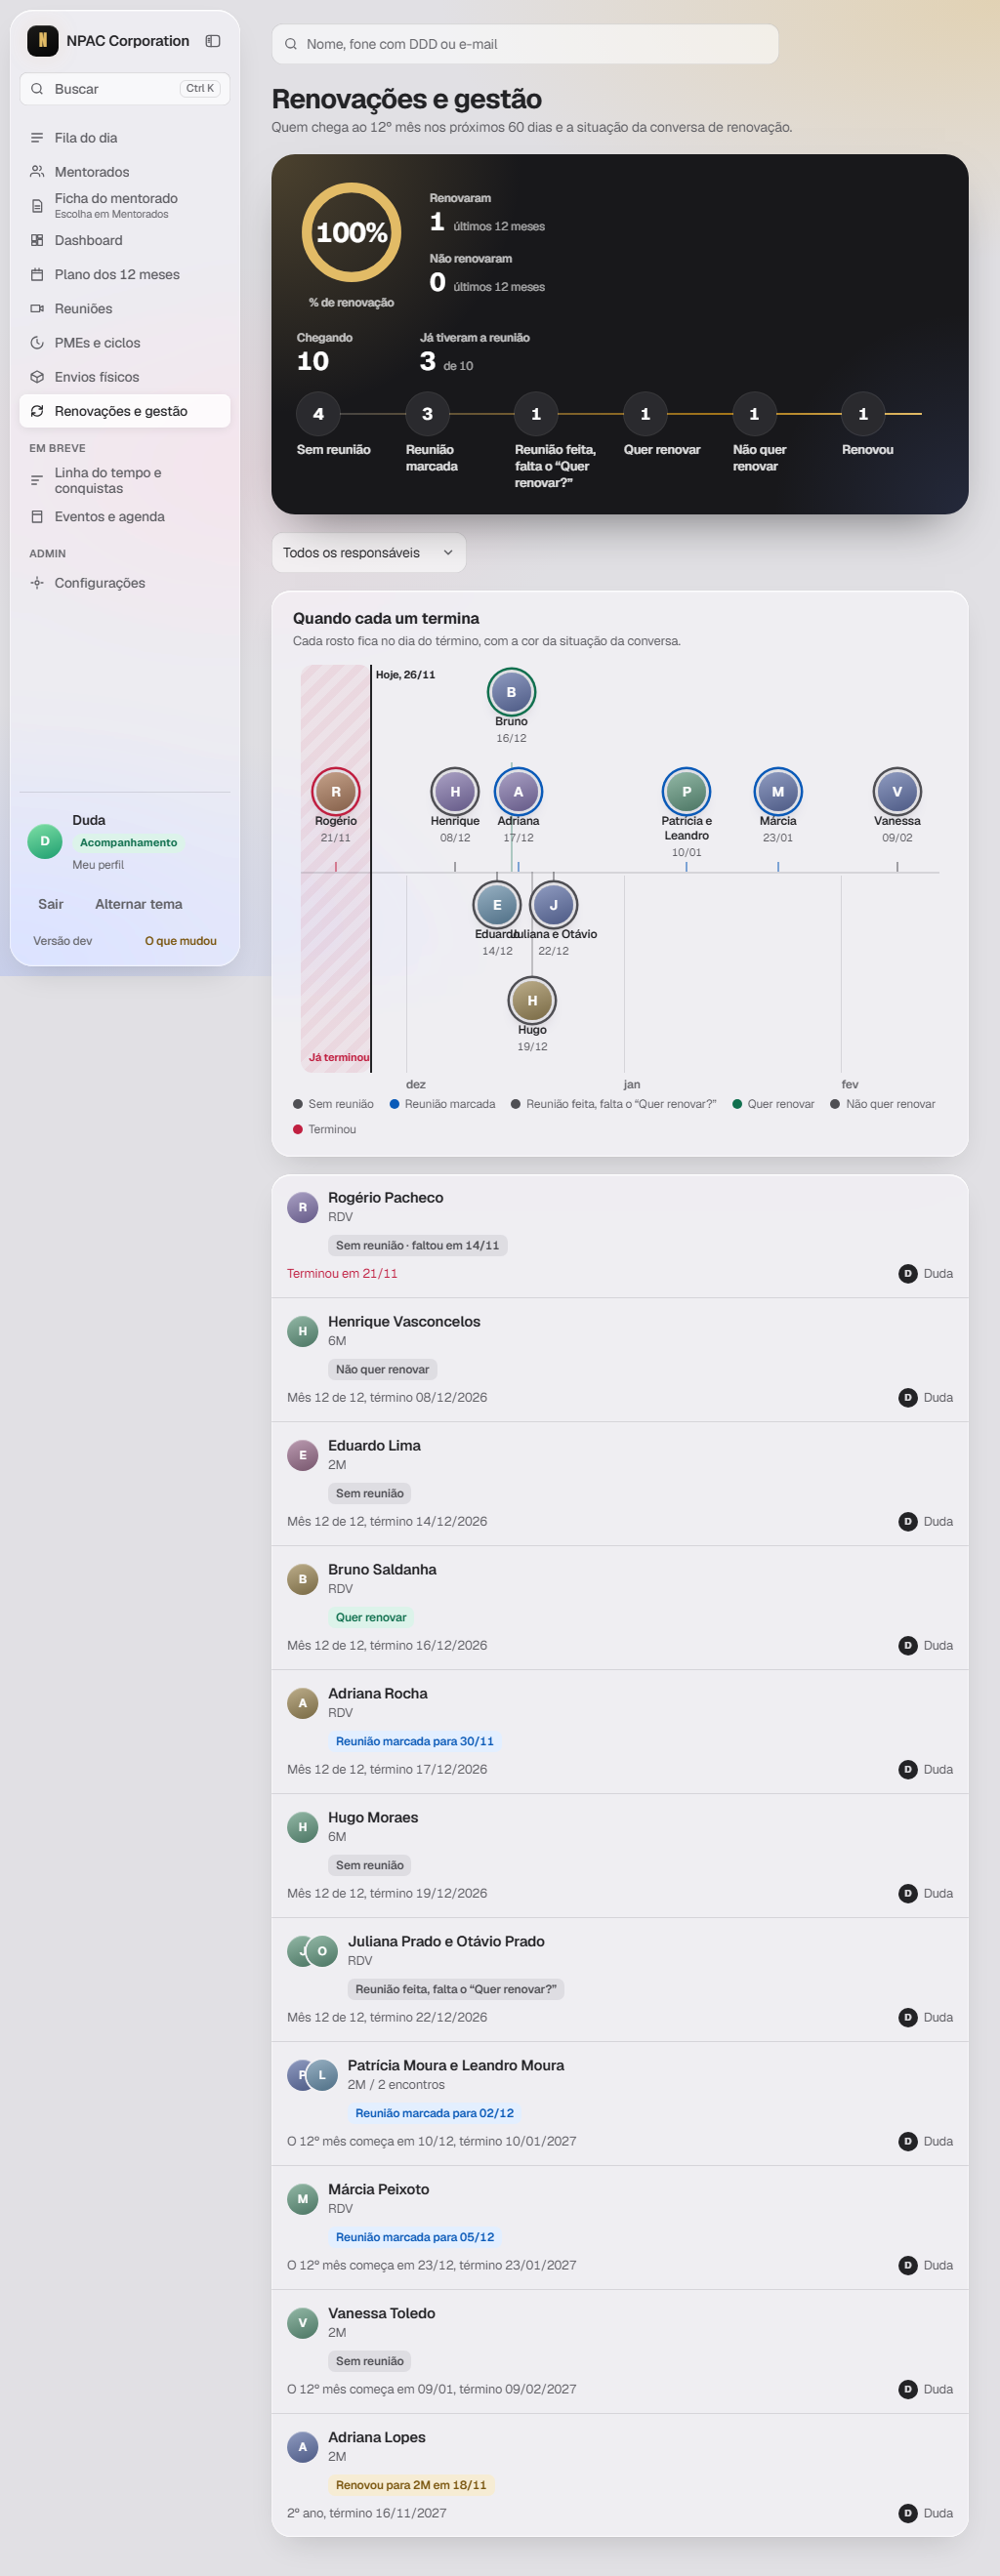 N NPAC Corporation
Buscar Ctrl K
Fila do dia
Mentorados
Ficha do mentorado
Escolha em Mentorados
Dashboard
Plano dos 12 meses
Reuniões
PMEs e ciclos
Envios físicos
Renovações e gestão
EM BREVE
Linha do tempo e
conquistas
Eventos e agenda
ADMIN
Configurações
D
Duda
Acompanhamento
Meu perfil
Sair Alternar tema
Versão dev O que mudou
Nome, fone com DDD ou e-mail
Renovações e gestão
Quem chega ao 12º mês nos próximos 60 dias e a situação da conversa de renovação.
100%
% de renovação
Renovaram
1 últimos 12 meses
Não renovaram
0 últimos 12 meses
Chegando
10
Já tiveram a reunião
3 de 10
4 3 1 1 1 1
Sem reunião
Reunião
marcada
Reunião feita,
falta o “Quer
renovar?”
Quer renovar
Não quer
renovar
Renovou
Todos os responsáveis
Quando cada um termina
Cada rosto fica no dia do término, com a cor da situação da conversa.
Hoje, 26/11
B
Bruno
16/12
R
Rogério
21/11
H
Henrique
08/12
A
Adriana
17/12
P
Patrícia e
Leandro
10/01
M
Márcia
23/01
V
Vanessa
09/02
E
Eduardo
14/12
J
Juliana e Otávio
22/12
H
Hugo
19/12
Já terminou
dez jan fev
Sem reunião Reunião marcada Reunião feita, falta o “Quer renovar?” Quer renovar Não quer renovar
Terminou
R Rogério Pacheco
RDV
Sem reunião · faltou em 14/11
Terminou em 21/11 D Duda
H Henrique Vasconcelos
6M
Não quer renovar
Mês 12 de 12, término 08/12/2026 D Duda
E Eduardo Lima
2M
Sem reunião
Mês 12 de 12, término 14/12/2026 D Duda
B Bruno Saldanha
RDV
Quer renovar
Mês 12 de 12, término 16/12/2026 D Duda
A Adriana Rocha
RDV
Reunião marcada para 30/11
Mês 12 de 12, término 17/12/2026 D Duda
H Hugo Moraes
6M
Sem reunião
Mês 12 de 12, término 19/12/2026 D Duda
J O Juliana Prado e Otávio Prado
RDV
Reunião feita, falta o “Quer renovar?”
Mês 12 de 12, término 22/12/2026 D Duda
P L Patrícia Moura e Leandro Moura
2M / 2 encontros
Reunião marcada para 02/12
O 12º mês começa em 10/12, término 10/01/2027 D Duda
M Márcia Peixoto
RDV
Reunião marcada para 05/12
O 12º mês começa em 23/12, término 23/01/2027 D Duda
V Vanessa Toledo
2M
Sem reunião
O 12º mês começa em 09/01, término 09/02/2027 D Duda
A Adriana Lopes
2M
Renovou para 2M em 18/11
2º ano, término 16/11/2027 D Duda